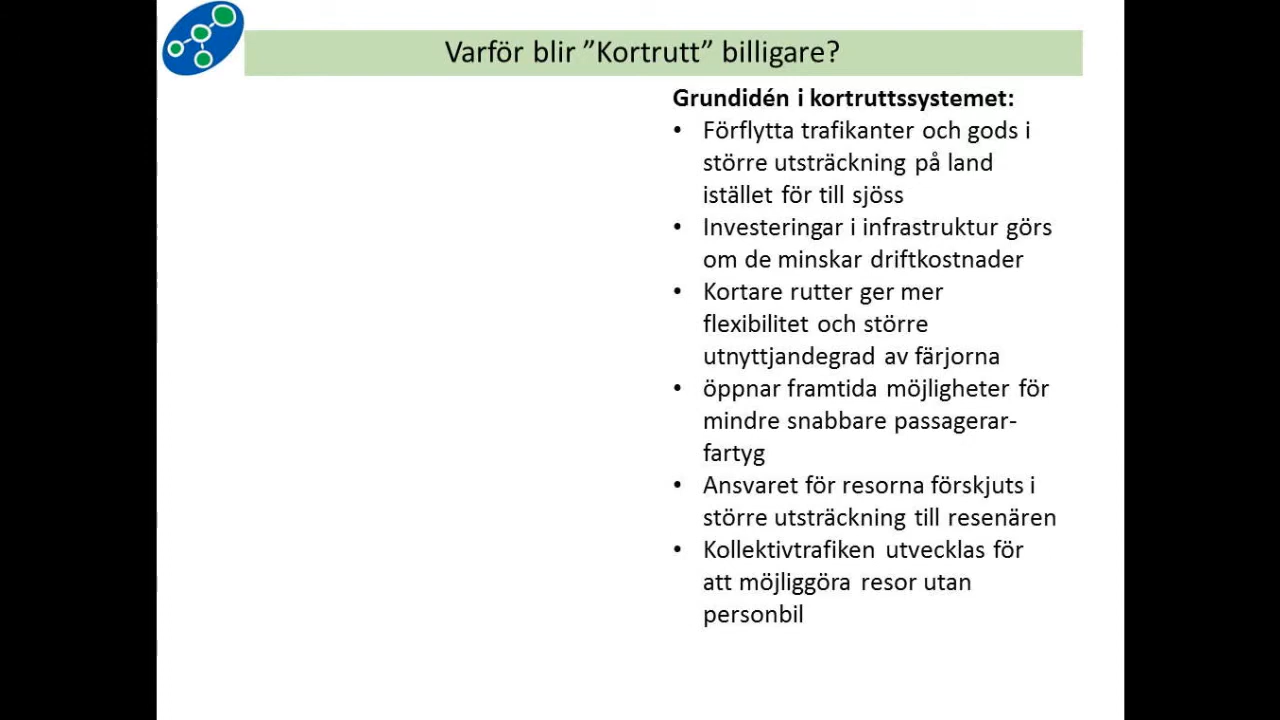 Varför blir ”Kortrutt” billigare?
Grundidén i kortruttssystemet:
• Förflytta trafikanter och gods i
större utsträckning på land
istället för till sjöss
• Investeringar i infrastruktur görs
om de minskar driftkostnader
• Kortare rutter ger mer
flexibilitet och större
utnyttjandegrad av färjorna
• öppnar framtida möjligheter för
mindre snabbare passagerar-
fartyg
• Ansvaret för resorna förskjuts i
större utsträckning till resenären
• Kollektivtrafiken utvecklas för
att möjliggöra resor utan
personbil